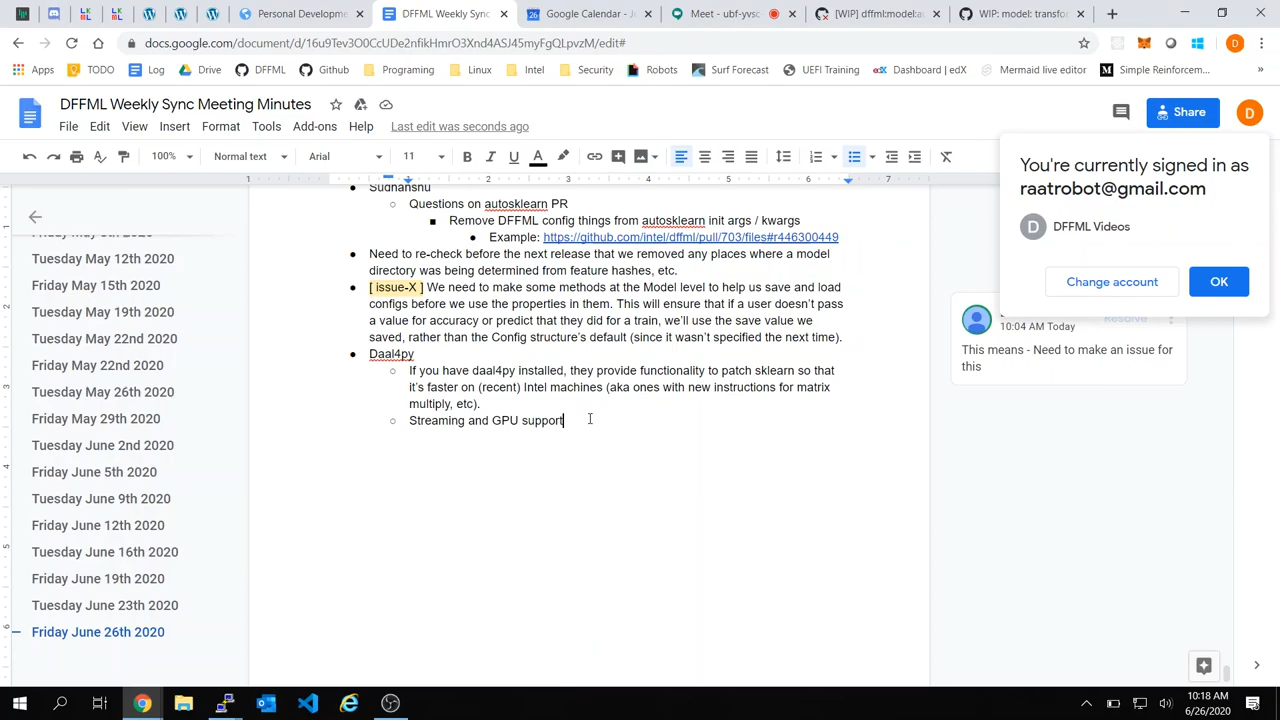 Personal Developme
DFFML Weekly Sync
Google Calendar - Ju
Meet - ubf-yvsc
[WIP] dffml:model:au
WIP: model: transfor
docs.google.com/document/d/16u9Tev3O0CcUDe2nfikHmrO3Xnd4ASJ45myFgQLpvzM/edit#
Apps
TODO
Log
Drive
DFFML
Github
Programing
Linux
Intel
Security
Robots
Surf Forecast
UEFI Training
Dashboard | edX
Mermaid live editor
Simple Reinforcem...
DFFML Weekly Sync Meeting Minutes
File Edit View Insert Format Tools Add-ons Help Last edit was seconds ago
Share
D
100% Normal text Arial 11
You're currently signed in as
raatrobot@gmail.com
D DFFML Videos
Change account OK
Tuesday May 12th 2020
Friday May 15th 2020
Tuesday May 19th 2020
Friday May 22nd 2020
Friday May 22nd 2020
Tuesday May 26th 2020
Friday May 29th 2020
Tuesday June 2nd 2020
Friday June 5th 2020
Tuesday June 9th 2020
Friday June 12th 2020
Tuesday June 16th 2020
Friday June 19th 2020
Tuesday June 23th 2020
Friday June 26th 2020
Sudhanshu
Questions on autosklearn PR
Remove DFFML config things from autosklearn init args / kwargs
Example: https://github.com/intel/dffml/pull/703/files#r446300449
Need to re-check before the next release that we removed any places where a model
directory was being determined from feature hashes, etc.
[ issue-X ] We need to make some methods at the Model level to help us save and load
configs before we use the properties in them. This will ensure that if a user doesn't pass
a value for accuracy or predict that they did for a train, we'll use the save value we
saved, rather than the Config structure's default (since it wasn't specified the next time).
Daal4py
If you have daal4py installed, they provide functionality to patch sklearn so that
it's faster on (recent) Intel machines (aka ones with new instructions for matrix
multiply, etc).
Streaming and GPU support
10:04 AM Today
Resolve
This means - Need to make an issue for
this
10:18 AM
6/26/2020